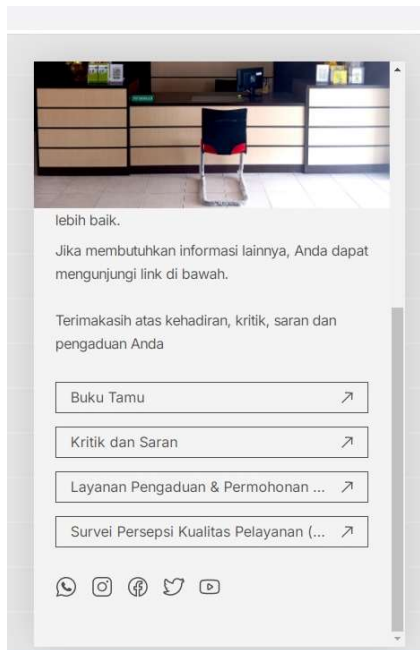 lebih baik.
Jika membutuhkan informasi lainnya, Anda dapat
mengunjungi link di bawah.
Terimakasih atas kehadiran, kritik, saran dan
pengaduan Anda
Buku Tamu
Kritik dan Saran
Layanan Pengaduan & Permohonan ...
Survei Persepsi Kualitas Pelayanan (...